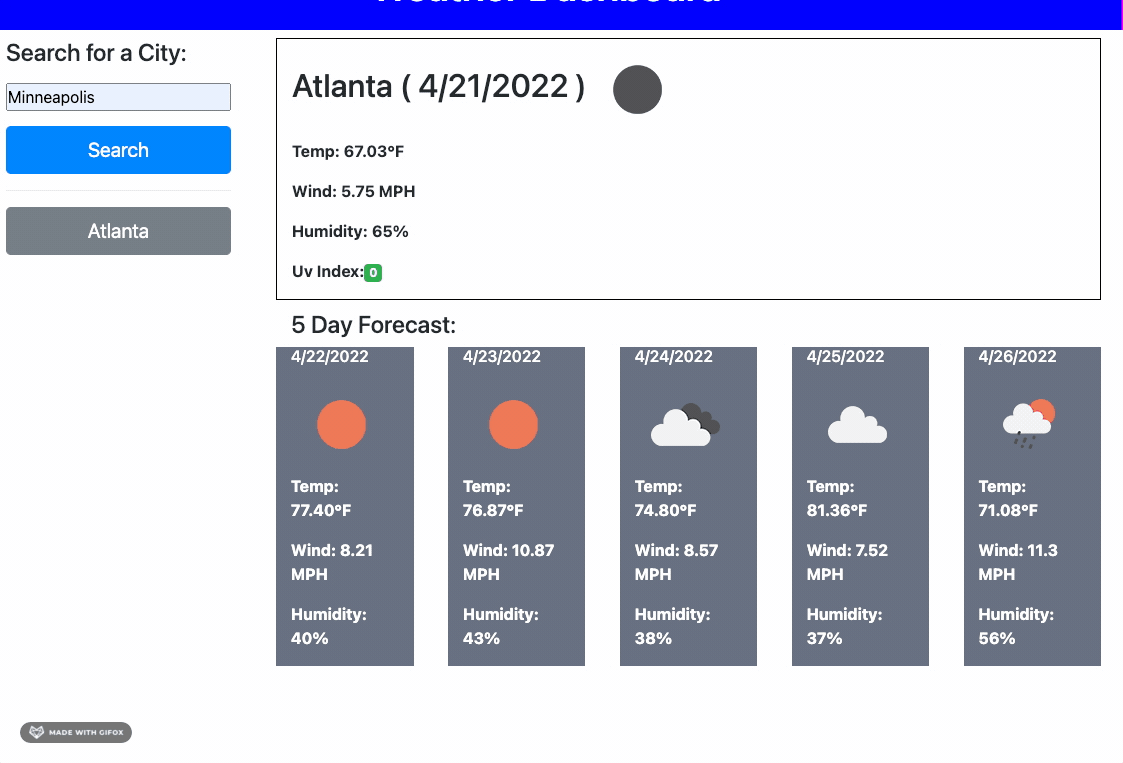 Weather Dashboard
Search for a City:
Minneapolis
Search
Atlanta
Atlanta ( 4/21/2022 )
Temp: 67.03°F
Wind: 5.75 MPH
Humidity: 65%
Uv Index: 0
5 Day Forecast:
4/22/2022
Temp:
77.40°F
Wind: 8.21
MPH
Humidity:
40%
4/23/2022
Temp:
76.87°F
Wind: 10.87
MPH
Humidity:
43%
4/24/2022
Temp:
74.80°F
Wind: 8.57
MPH
Humidity:
38%
4/25/2022
Temp:
81.36°F
Wind: 7.52
MPH
Humidity:
37%
4/26/2022
Temp:
71.08°F
Wind: 11.3
MPH
Humidity:
56%
MADE WITH GIFOX